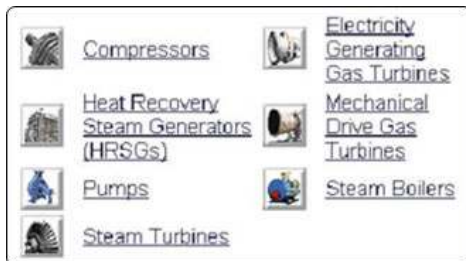 Compressors
Electricity
Generating
Gas Turbines
Heat Recovery
Steam Generators
(HRSGs)
Mechanical
Drive Gas
Turbines
Pumps
Steam Boilers
Steam Turbines